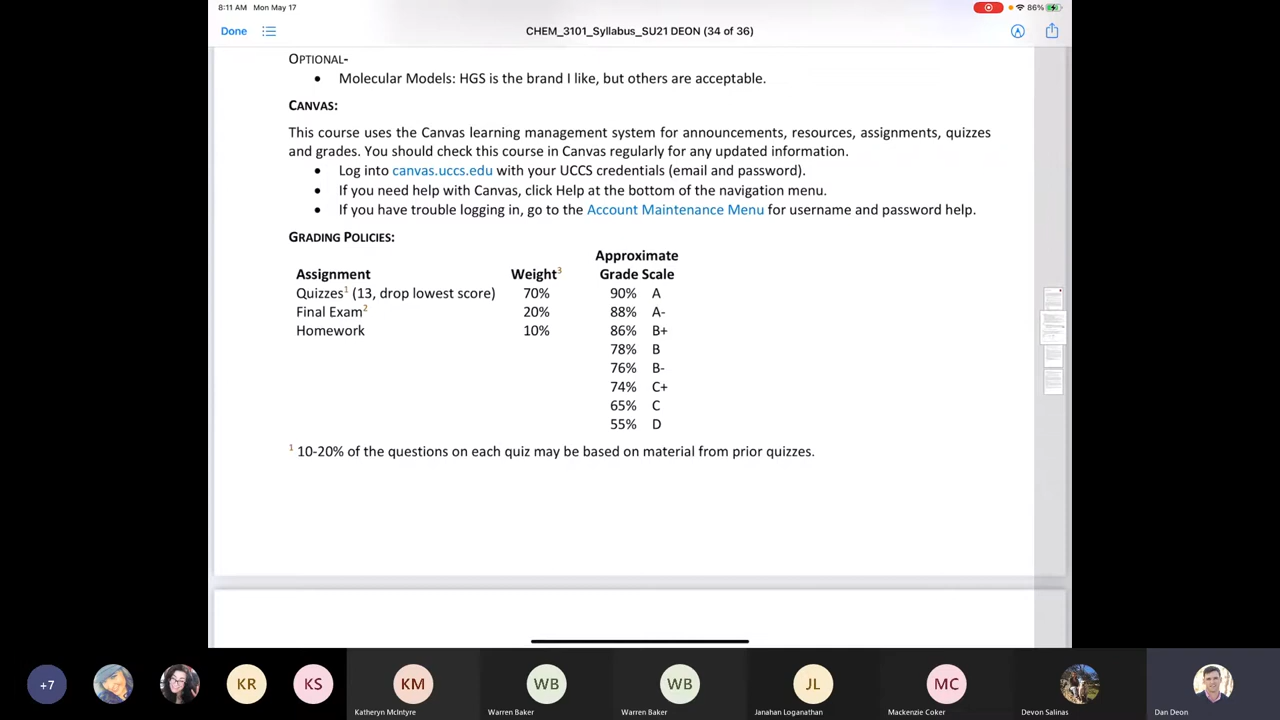 8:11 AM Mon May 17
86%
Done
CHEM_3101_Syllabus_SU21 DEON (34 of 36)
OPTIONAL-
• Molecular Models: HGS is the brand I like, but others are acceptable.
CANVAS:
This course uses the Canvas learning management system for announcements, resources, assignments, quizzes
and grades. You should check this course in Canvas regularly for any updated information.
• Log into canvas.uccs.edu with your UCCS credentials (email and password).
• If you need help with Canvas, click Help at the bottom of the navigation menu.
• If you have trouble logging in, go to the Account Maintenance Menu for username and password help.
GRADING POLICIES:
Approximate
Assignment Weight3 Grade Scale
Quizzes1 (13, drop lowest score) 70% 90% A
Final Exam2 20% 88% A-
Homework 10% 86% B+
78% B
76% B-
74% C+
65% C
55% D
1 10-20% of the questions on each quiz may be based on material from prior quizzes.
+7 KR KS KM WB WB JL MC
Katheryn McIntyre Warren Baker Warren Baker Janahan Loganathan Mackenzie Coker Devon Salinas Dan Deon